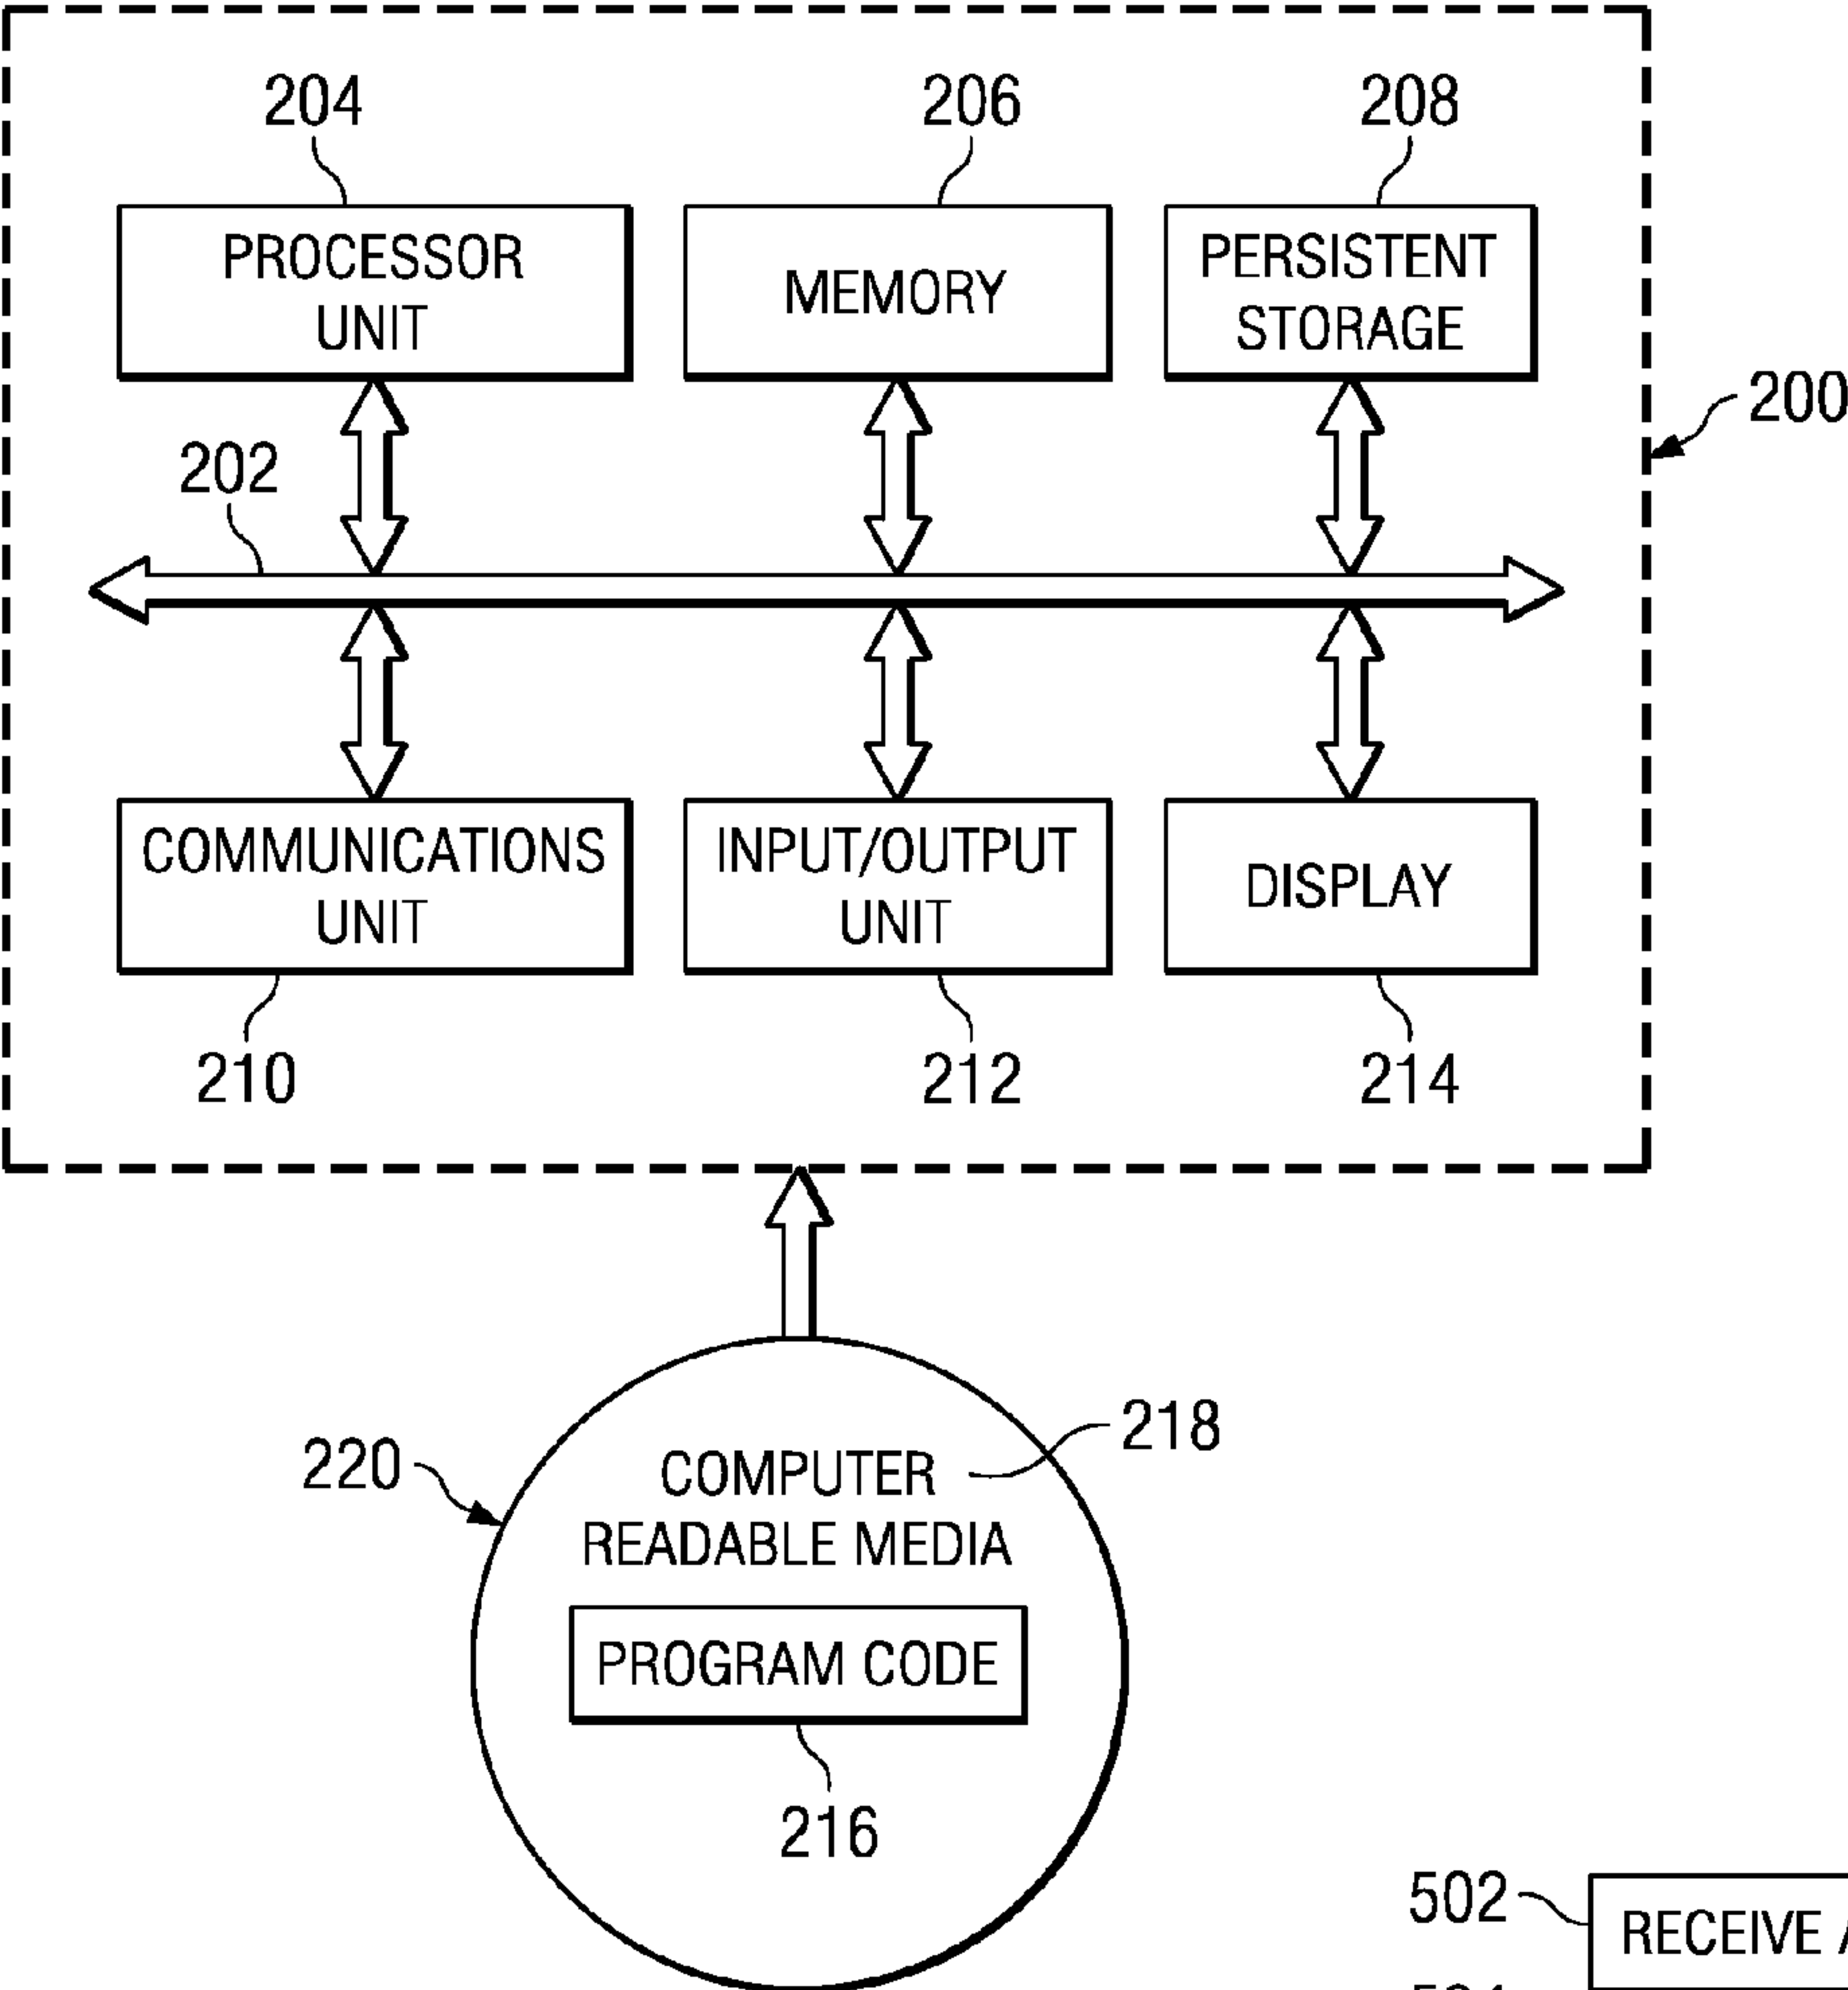 204
206
208
PROCESSOR
UNIT
MEMORY
PERSISTENT
STORAGE
200
202
COMMUNICATIONS
UNIT
INPUT/OUTPUT
UNIT
DISPLAY
210
212
214
218
220
COMPUTER
READABLE MEDIA
PROGRAM CODE
216
502
RECEIVE